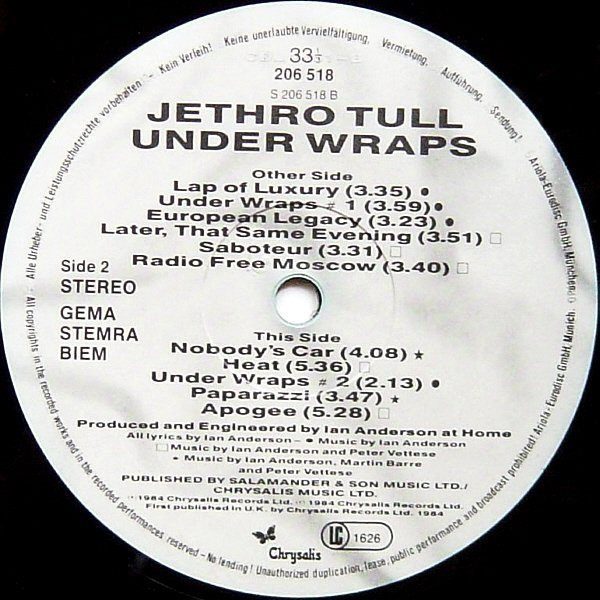 33⅓
206 518
S 206 518 B
JETHRO TULL
UNDER WRAPS
Other Side
Lap of Luxury (3.35) ●
Under Wraps # 1 (3.59) ●
European Legacy (3.23) ●
Later, That Same Evening (3.51) □
Saboteur (3.31) □
Radio Free Moscow (3.40) □
Side 2
STEREO
GEMA
STEMRA
BIEM
This Side
Nobody's Car (4.08) ★
Heat (5.36) □
Under Wraps # 2 (2.13) ●
Paparazzi (3.47) ★
Apogee (5.28) □
Produced and Engineered by Ian Anderson at Home
All lyrics by Ian Anderson – ● Music by Ian Anderson
□ Music by Ian Anderson and Peter Vettese
★ Music by Ian Anderson, Martin Barre
and Peter Vettese
PUBLISHED BY SALAMANDER & SON MUSIC LTD./
CHRYSALIS MUSIC LTD.
℗ 1984 Chrysalis Records Ltd. © 1984 Chrysalis Records Ltd.
First published in U.K. by Chrysalis Records Ltd. 1984
Chrysalis
LC 1626
Alle Urheber- und Leistungsschutzrechte vorbehalten · Kein Verleih! Keine unerlaubte Vervielfältigung, Vermietung, Aufführung, Sendung! Ariola-Eurodisc GmbH, München
All copyrights in the recorded works and in the recorded performances reserved – No lending! Unauthorized duplication, lease, public performance and broadcast prohibited! Ariola-Eurodisc GmbH, Munich.